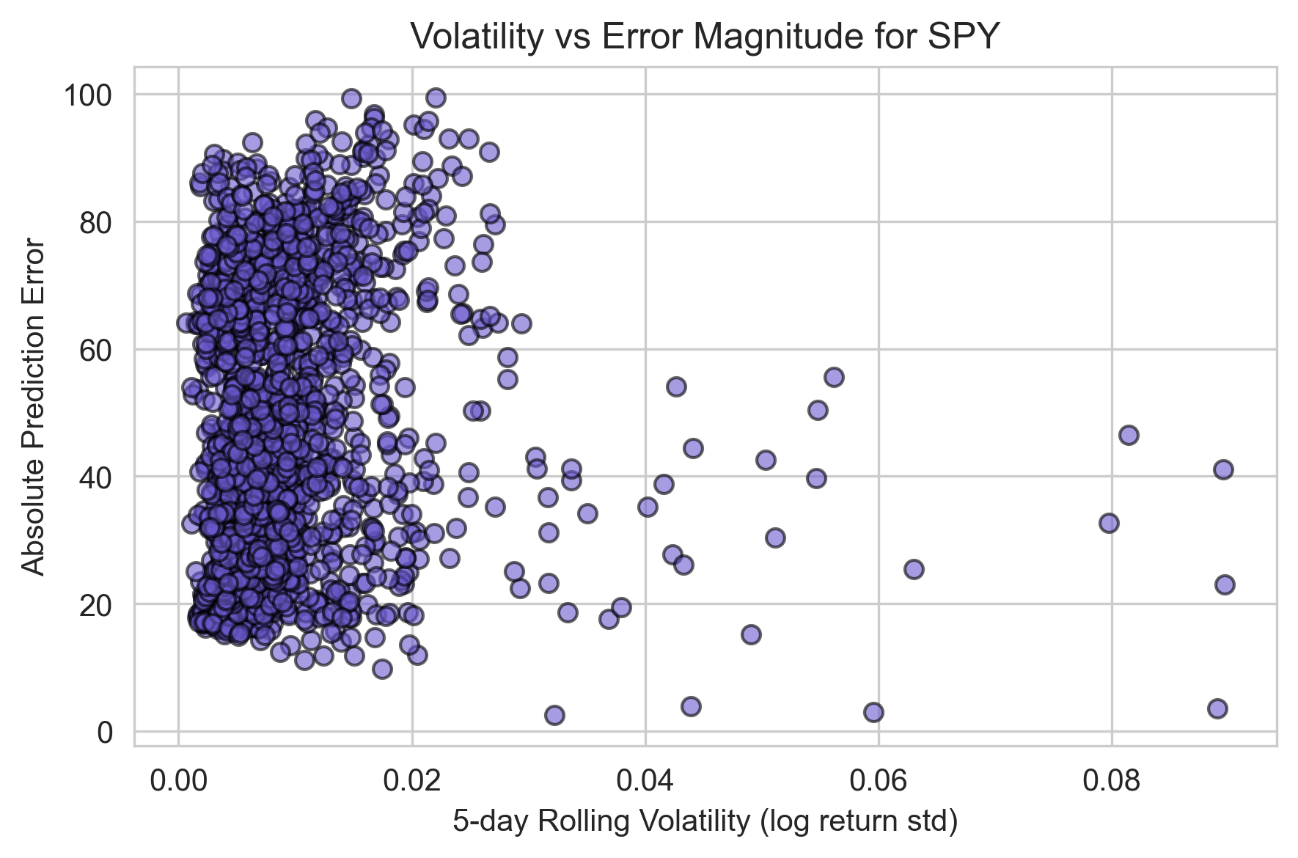 Volatility vs Error Magnitude for SPY
Absolute Prediction Error
100
80
60
40
20
0
0.00 0.02 0.04 0.06 0.08
5-day Rolling Volatility (log return std)